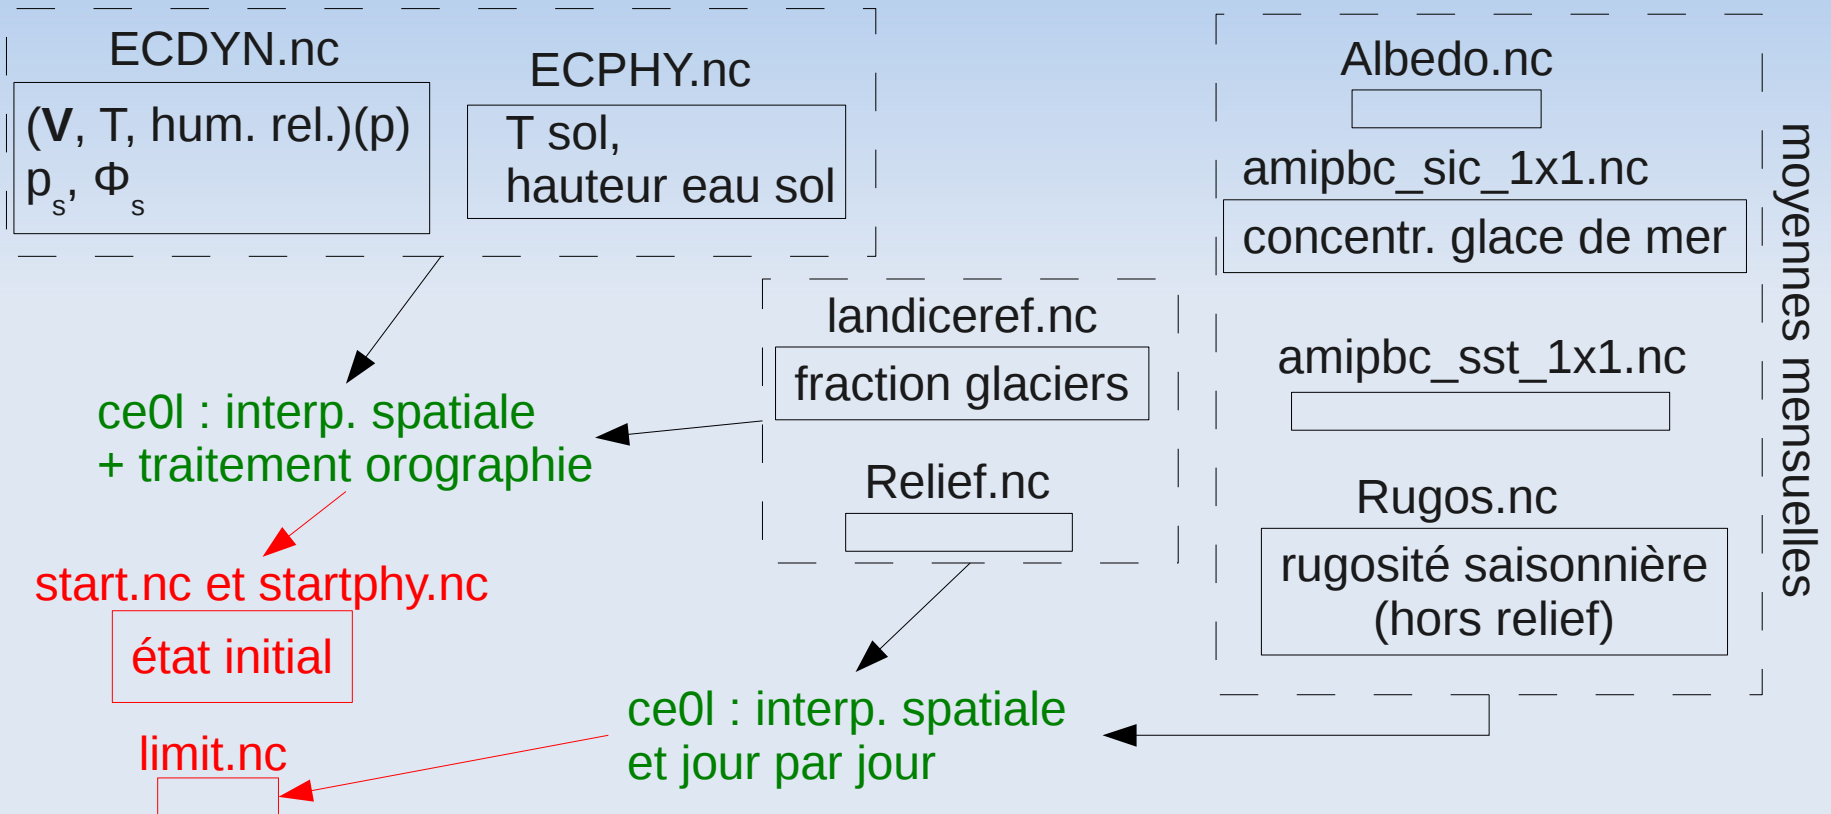 ECDYN.nc
(V, T, hum. rel.)(p)
ps, Φs
ECPHY.nc
T sol,
hauteur eau sol
Albedo.nc
amipbc_sic_1x1.nc
concentr. glace de mer
amipbc_sst_1x1.nc
Rugos.nc
rugosité saisonnière
(hors relief)
moyennes mensuelles
landiceref.nc
fraction glaciers
Relief.nc
ce0l : interp. spatiale
+ traitement orographie
start.nc et startphy.nc
état initial
ce0l : interp. spatiale
et jour par jour
limit.nc